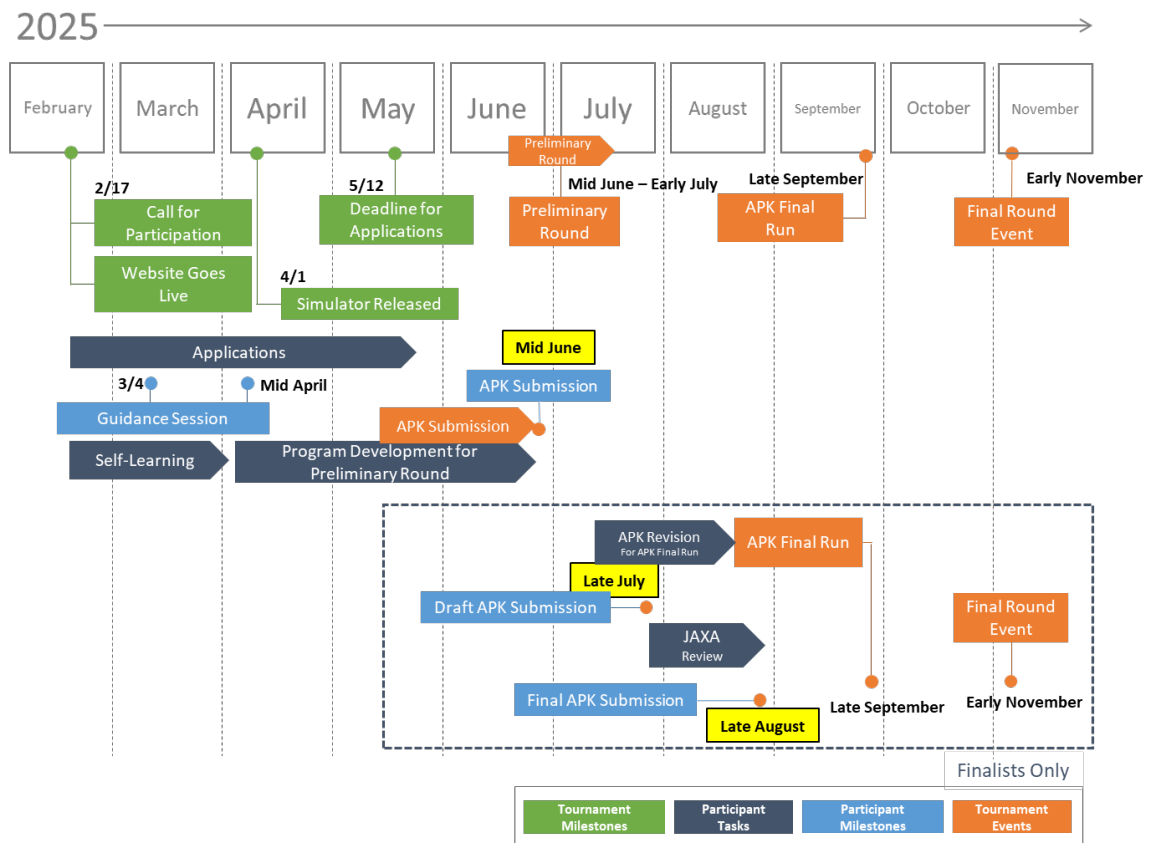 2025
February
March
April
May
June
July
August
September
October
November
Preliminary
Round
2/17
Call for
Participation
Website Goes
Live
4/1
Simulator Released
5/12
Deadline for
Applications
Mid June – Early July
Preliminary
Round
Late September
APK Final
Run
Early November
Final Round
Event
Applications
3/4
Mid April
Guidance Session
Self-Learning
Mid June
APK Submission
APK Submission
Program Development for
Preliminary Round
APK Revision
For APK Final Run
APK Final Run
Late July
Draft APK Submission
JAXA
Review
Final APK Submission
Late August
Late September
Final Round
Event
Early November
Finalists Only
Tournament
Milestones
Participant
Tasks
Participant
Milestones
Tournament
Events